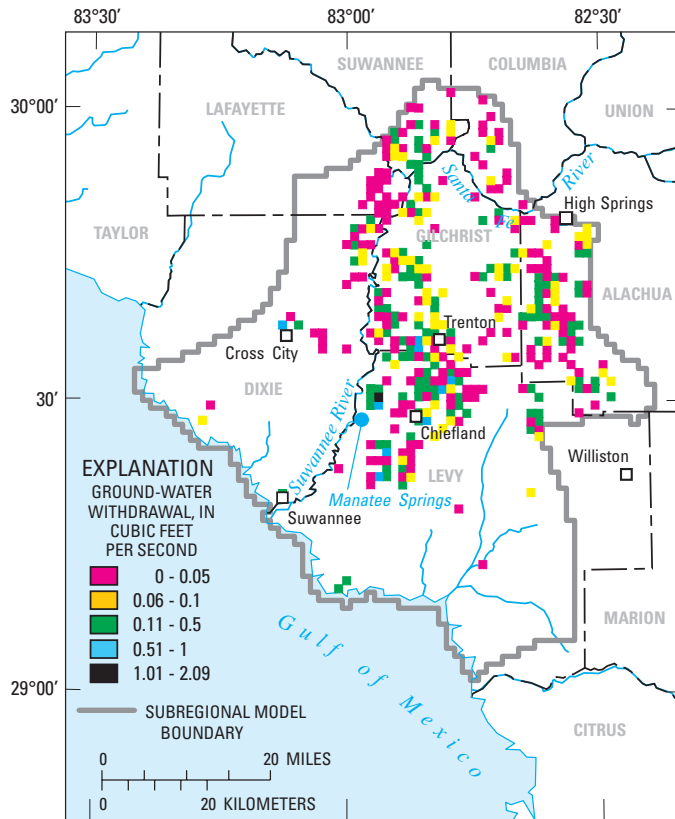 83°30'
83°00'
82°30'
30°00'
30'
29°00'
SUWANNEE
COLUMBIA
LAFAYETTE
UNION
River
Santa Fe
High Springs
TAYLOR
GILCHRIST
ALACHUA
Trenton
Cross City
DIXIE
Suwannee River
Chiefland
Williston
LEVY
Manatee Springs
Suwannee
MARION
CITRUS
Gulf of Mexico
EXPLANATION
GROUND-WATER
WITHDRAWAL, IN
CUBIC FEET
PER SECOND
0 - 0.05
0.06 - 0.1
0.11 - 0.5
0.51 - 1
1.01 - 2.09
SUBREGIONAL MODEL
BOUNDARY
0 20 MILES
0 20 KILOMETERS